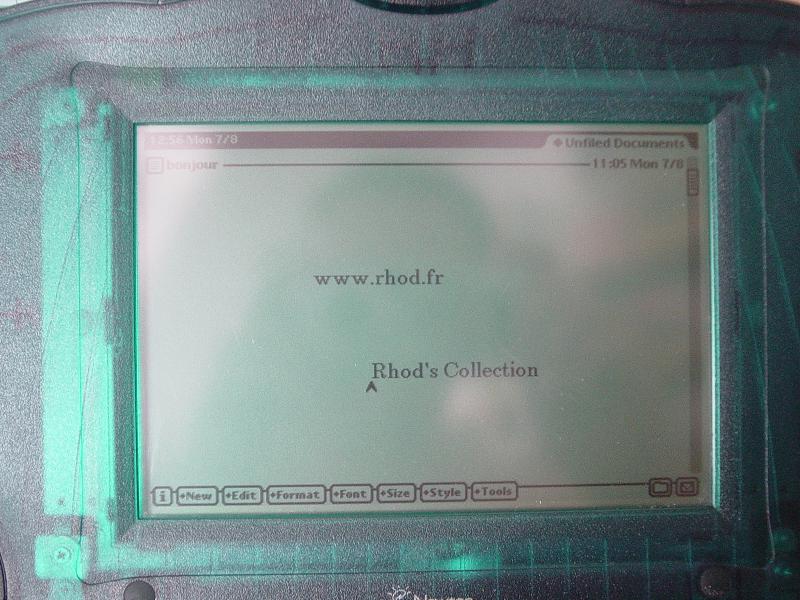 12:56 Mon 7/8 ◆Unfiled Documents
bonjour 11:05 Mon 7/8
www.rhod.fr
Rhod's Collection
i ◆New ◆Edit ◆Format ◆Font ◆Size ◆Style ◆Tools